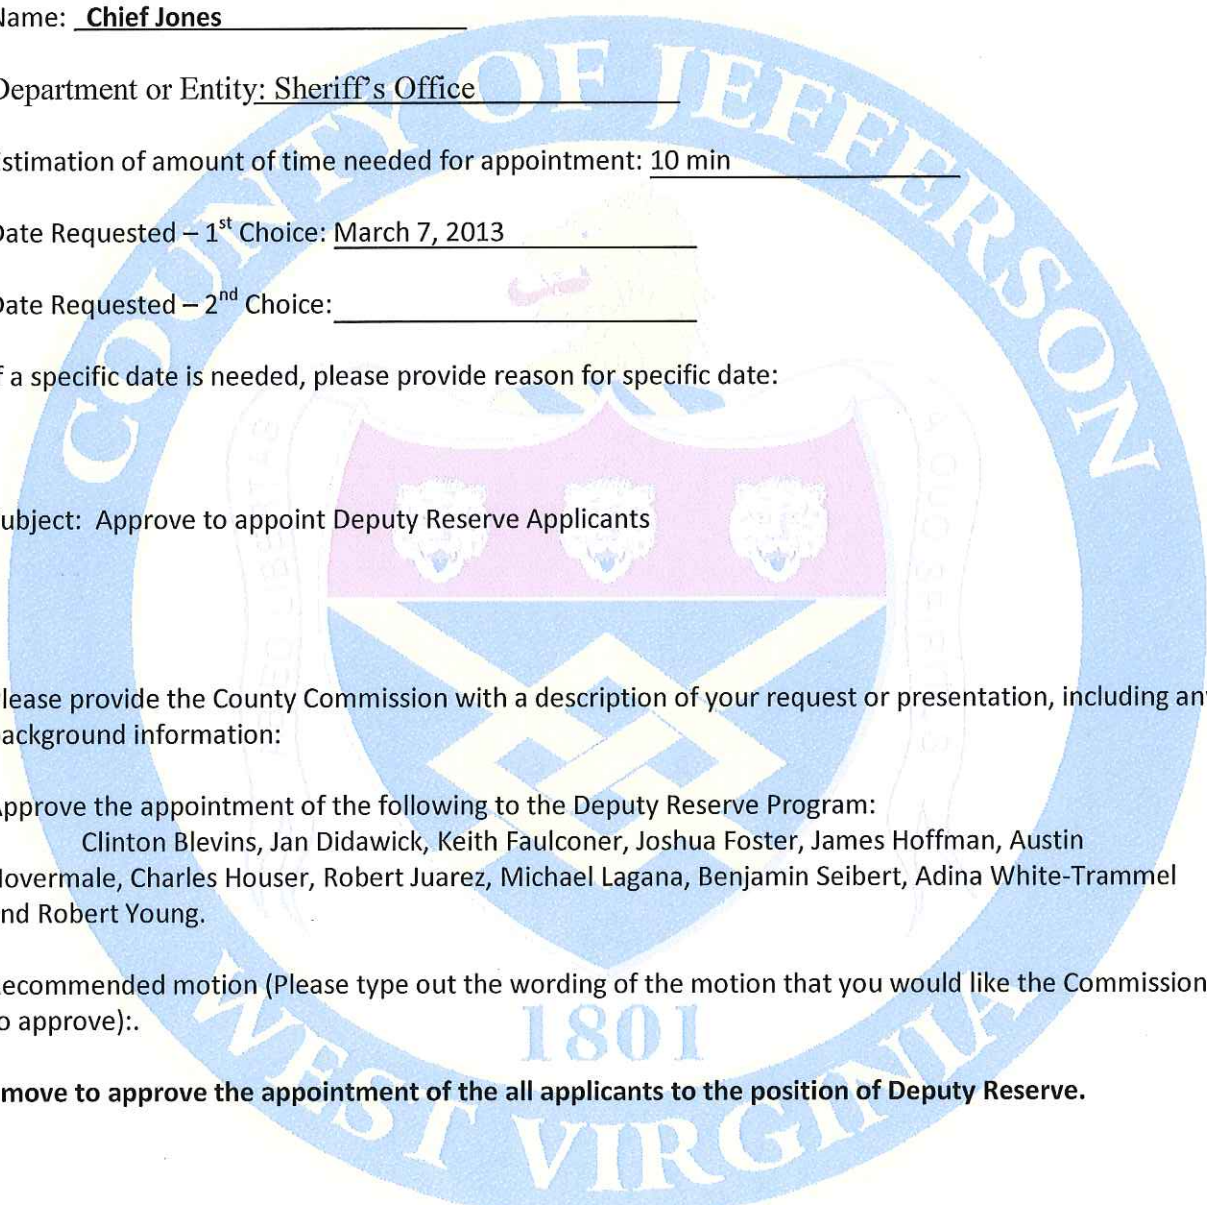 Name: Chief Jones
Department or Entity: Sheriff's Office
Estimation of amount of time needed for appointment: 10 min
Date Requested – 1st Choice: March 7, 2013
Date Requested – 2nd Choice:
If a specific date is needed, please provide reason for specific date:
Subject: Approve to appoint Deputy Reserve Applicants
Please provide the County Commission with a description of your request or presentation, including any
background information:
Approve the appointment of the following to the Deputy Reserve Program:
Clinton Blevins, Jan Didawick, Keith Faulconer, Joshua Foster, James Hoffman, Austin
Hovermale, Charles Houser, Robert Juarez, Michael Lagana, Benjamin Seibert, Adina White-Trammel
and Robert Young.
Recommended motion (Please type out the wording of the motion that you would like the Commission
to approve):.
move to approve the appointment of the all applicants to the position of Deputy Reserve.
COUNTY OF JEFFERSON
1801
WEST VIRGINIA